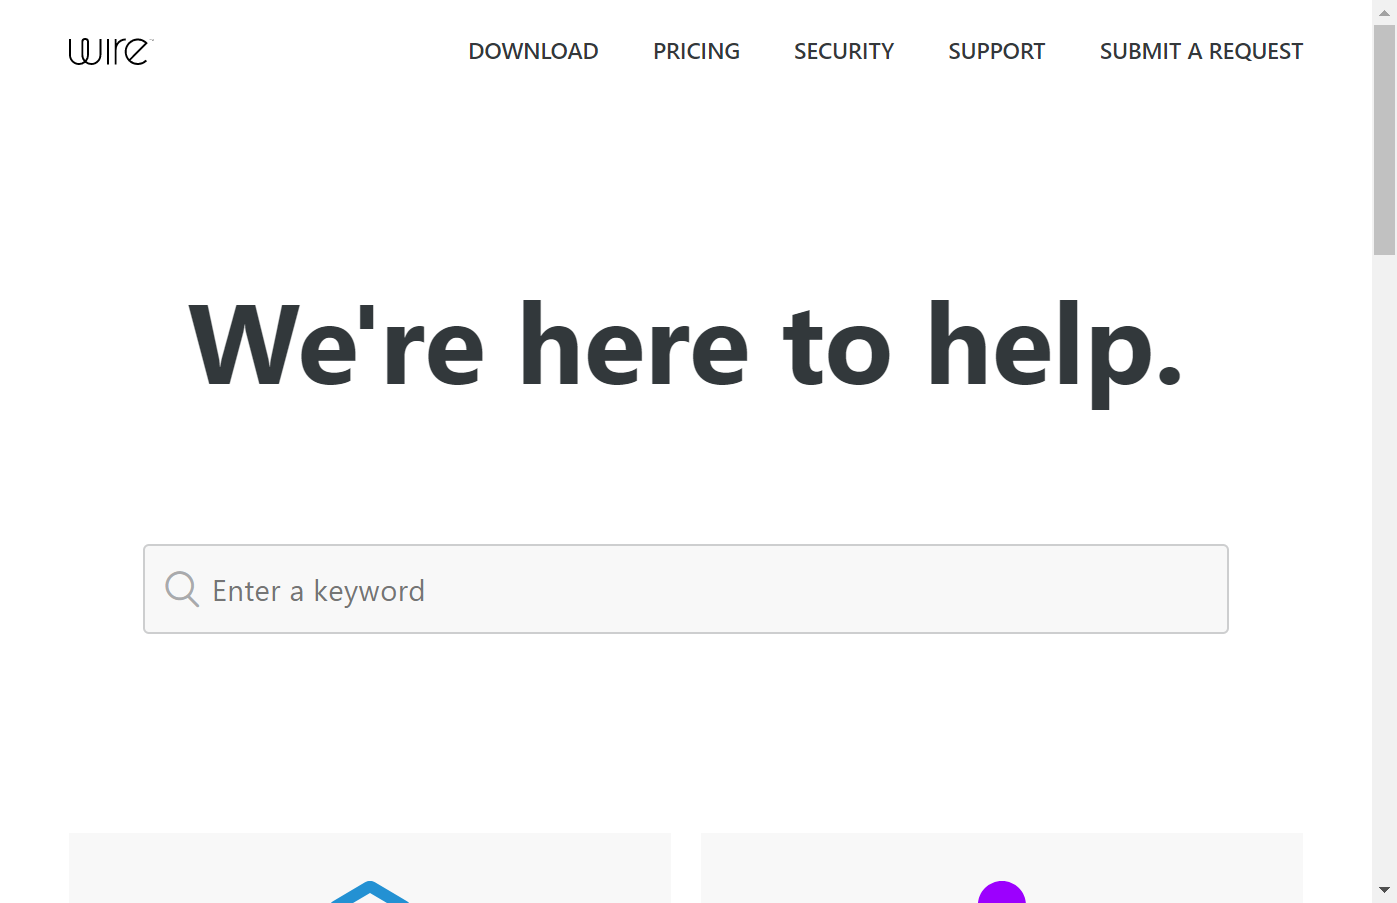 wire
DOWNLOAD PRICING SECURITY SUPPORT SUBMIT A REQUEST
We're here to help.
Enter a keyword